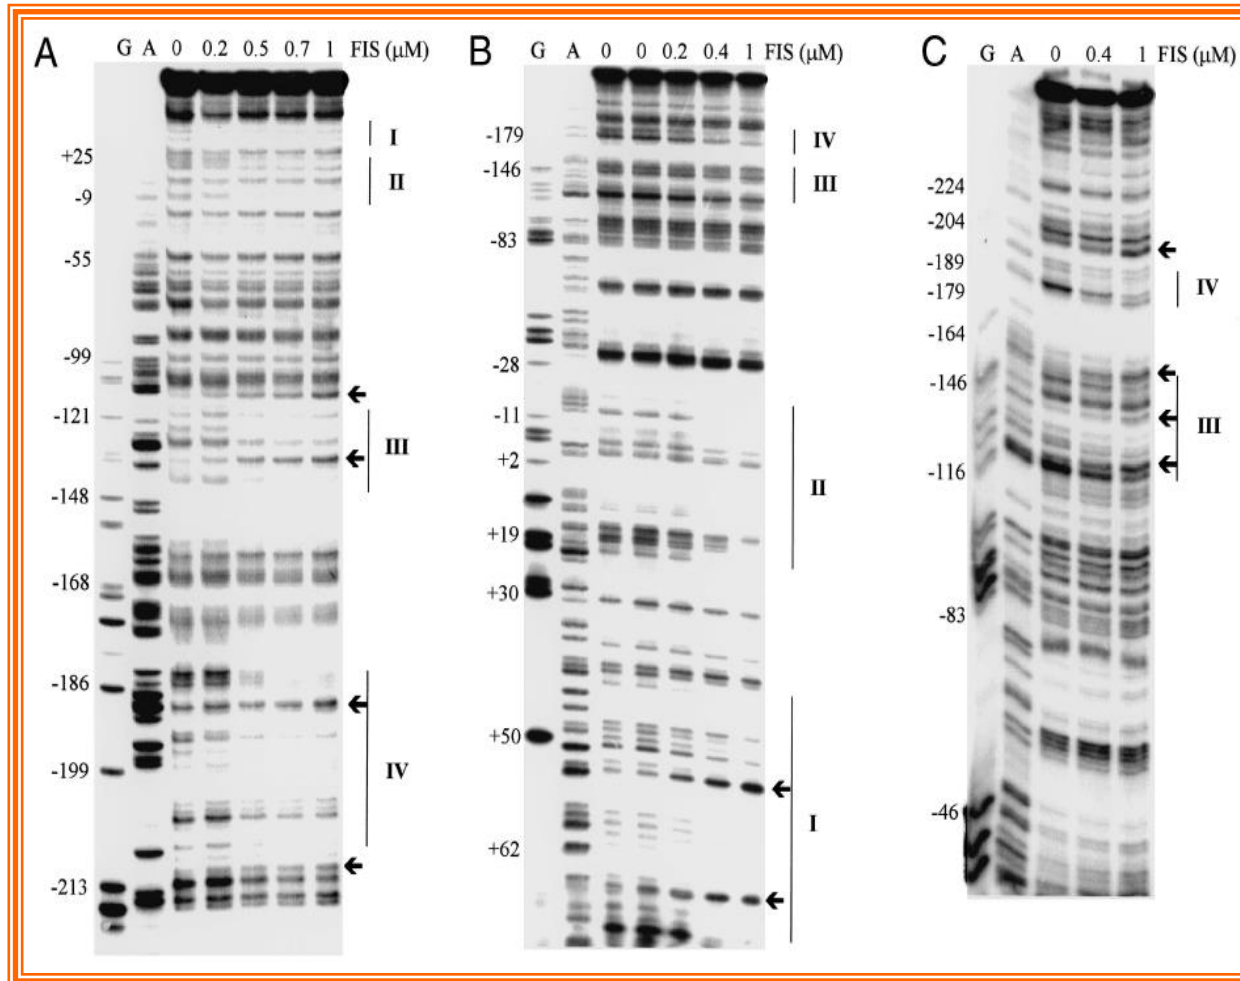 A
G A 0 0.2 0.5 0.7 1 FIS (μM)
I
+25
II
-9
-55
-99
-121
III
-148
-168
-186
IV
-199
-213
B
G A 0 0 0.2 0.4 1 FIS (μM)
-179
IV
-146
III
-83
-28
-11
+2
II
+19
+30
+50
I
+62
C
G A 0 0.4 1 FIS (μM)
-224
-204
-189
-179
IV
-164
-146
III
-116
-83
-46